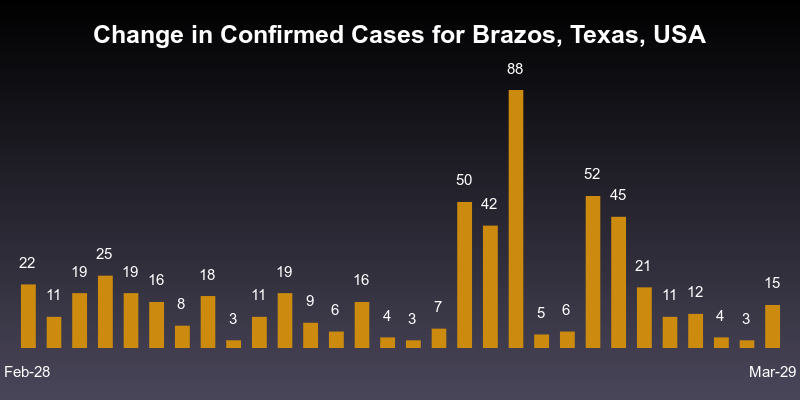 Change in Confirmed Cases for Brazos, Texas, USA
22 11 19 25 19 16 8 18 3 11 19 9 6 16 4 3 7 50 42 88 5 6 52 45 21 11 12 4 3 15
Feb-28 Mar-29